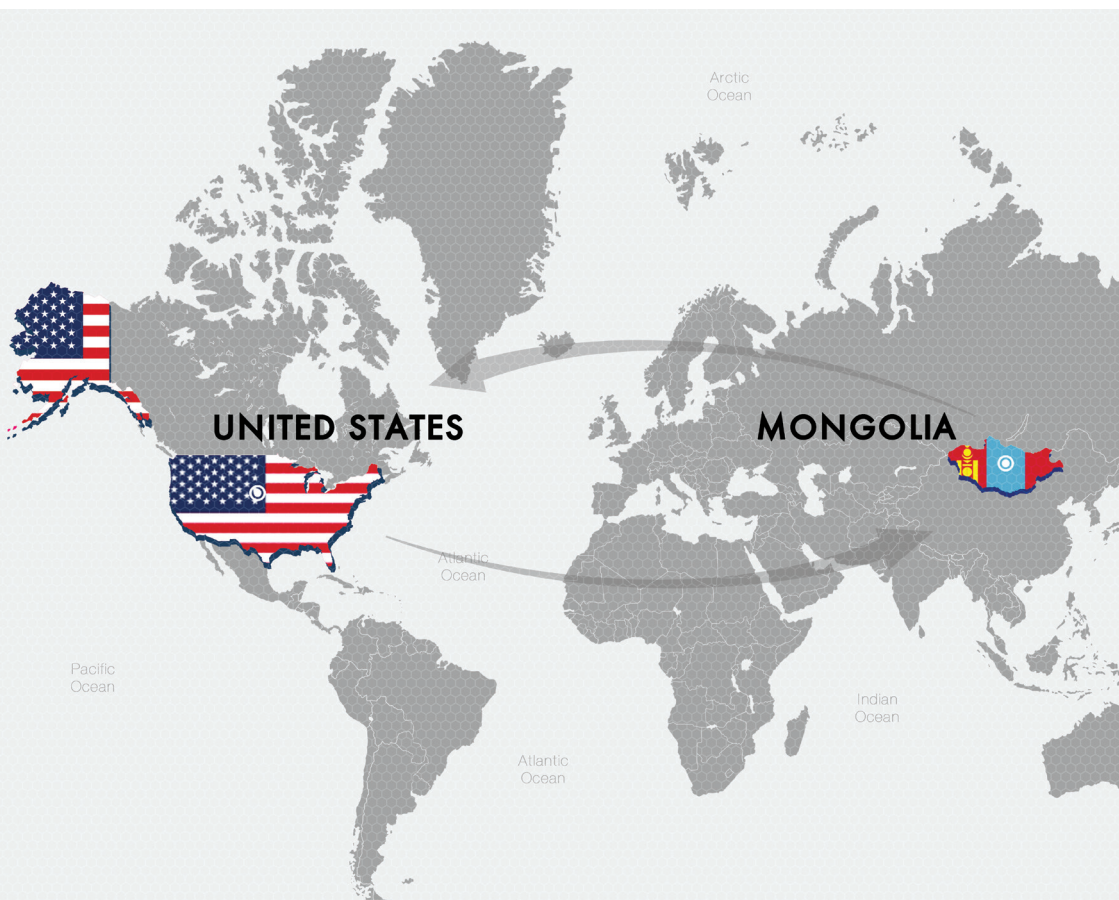 Arctic
Ocean
UNITED STATES
MONGOLIA
Atlantic
Ocean
Pacific
Ocean
Indian
Ocean
Atlantic
Ocean